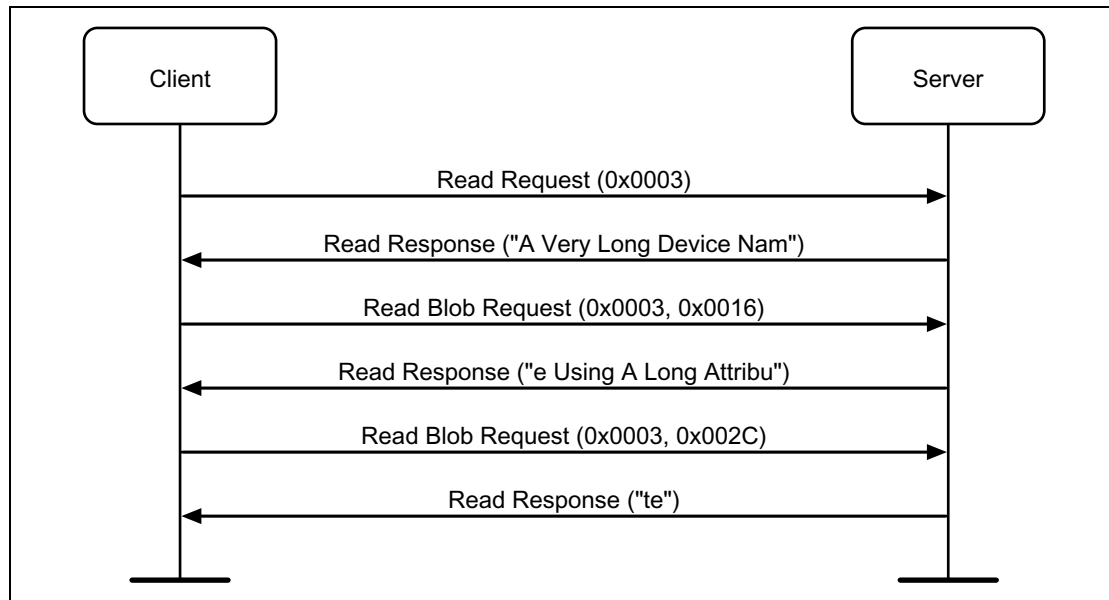 Client
Server
Read Request (0x0003)
Read Response ("A Very Long Device Nam")
Read Blob Request (0x0003, 0x0016)
Read Response ("e Using A Long Attribu")
Read Blob Request (0x0003, 0x002C)
Read Response ("te")